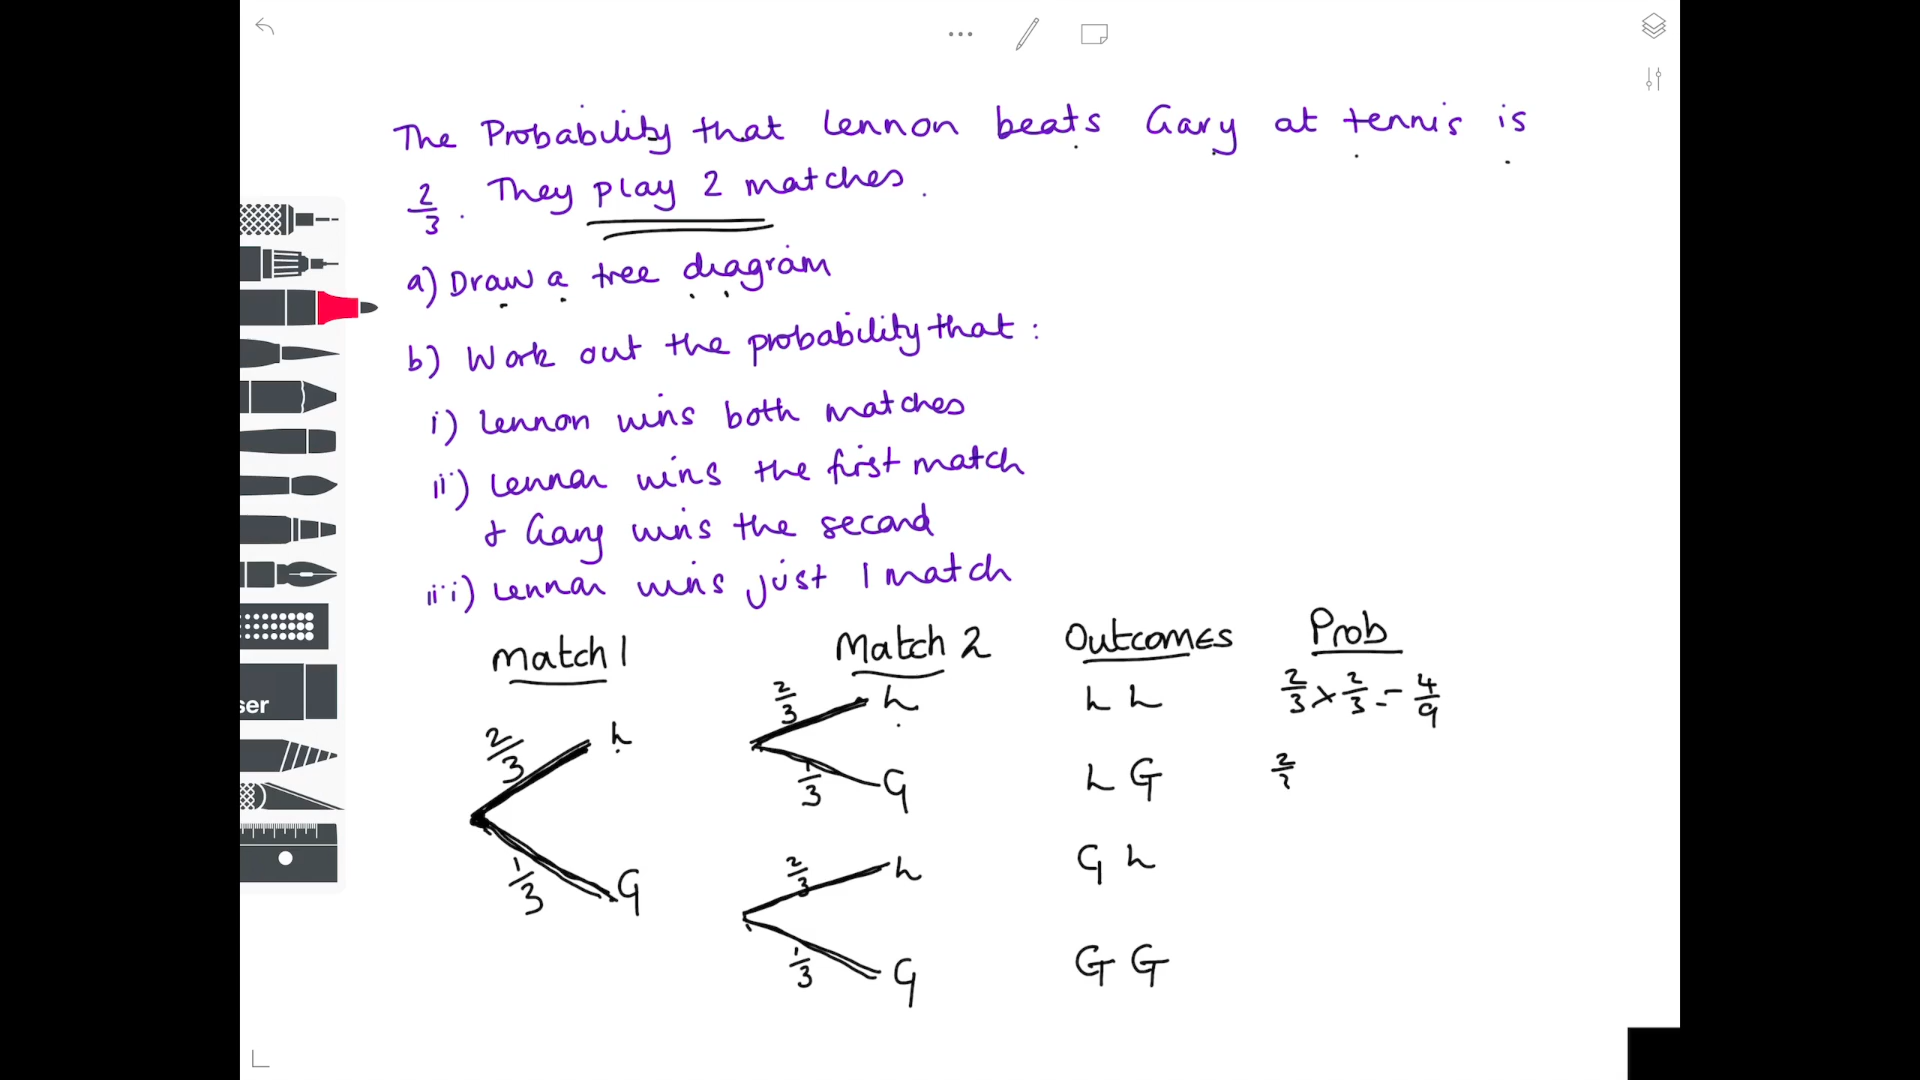 The Probability that Lennon beats Gary at tennis is
2/3. They play 2 matches.
a) Draw a tree diagram
b) Work out the probability that:
i) Lennon wins both matches
ii) Lennon wins the first match
& Gary wins the second
iii) Lennon wins just 1 match
Match 1 Match 2 Outcomes Prob
2/3 L 2/3 L L L 2/3 × 2/3 = 4/9
1/3 G L G 2/3
1/3 G 2/3 L G L
1/3 G G G
ser